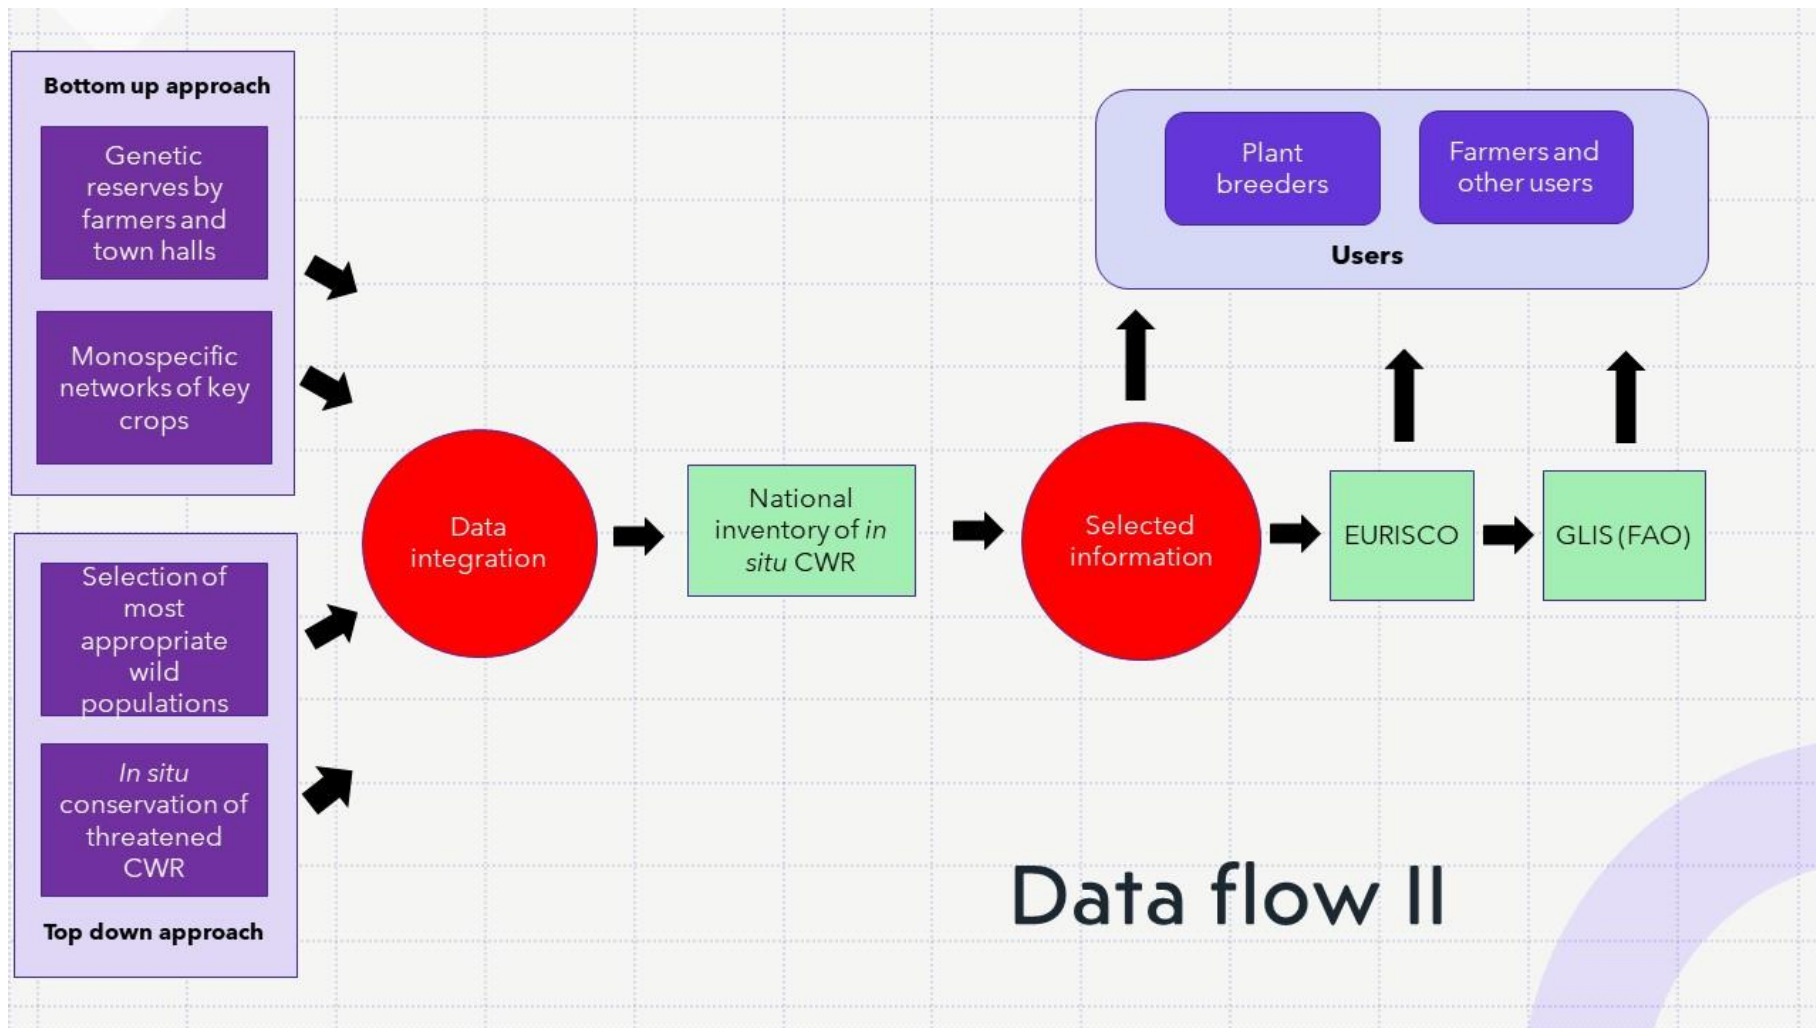 Bottom up approach
Genetic
reserves by
farmers and
town halls
Monospecific
networks of key
crops
Selection of
most
appropriate
wild
populations
In situ
conservation of
threatened
CWR
Top down approach
Data
integration
National
inventory of in
situ CWR
Selected
information
EURISCO
GLIS (FAO)
Plant
breeders
Farmers and
other users
Users
Data flow II